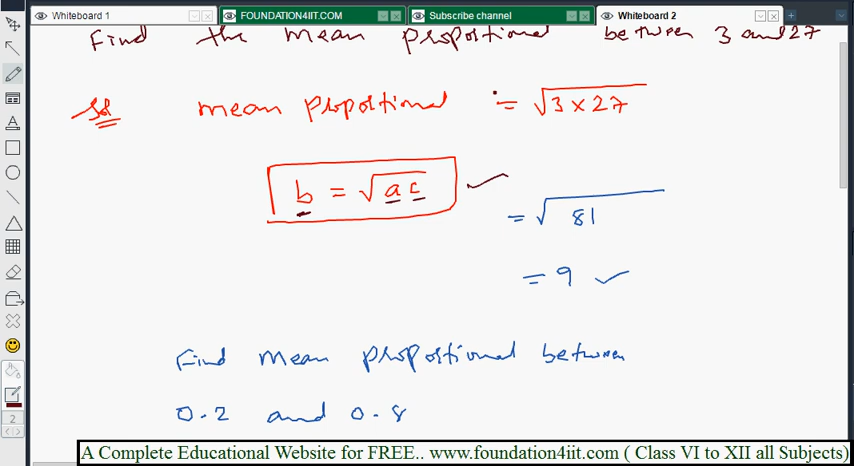 Whiteboard 1
FOUNDATION4IIT.COM
Subscribe channel
Whiteboard 2
Find the mean proportional between 3 and 27
Sol mean proportional = √3×27
b = √ac
= √81
= 9
Find mean proportional between
0.2 and 0.8
2
A Complete Educational Website for FREE.. www.foundation4iit.com ( Class VI to XII all Subjects)